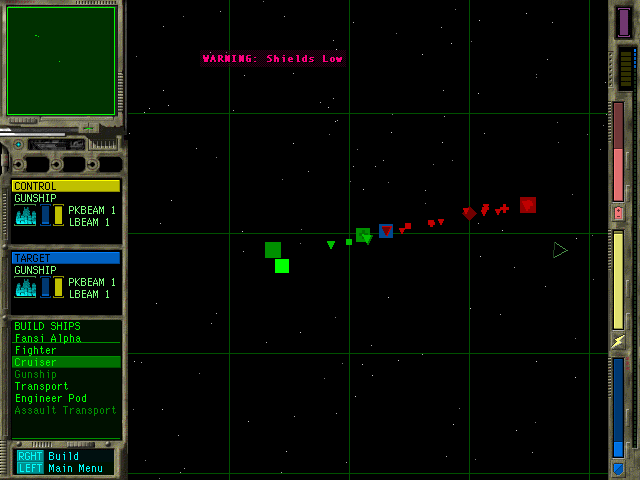 WARNING: Shields Low
CONTROL
GUNSHIP
PKBEAM 1
LBEAM 1
TARGET
GUNSHIP
PKBEAM 1
LBEAM 1
BUILD SHIPS
Fansi Alpha
Fighter
Cruiser
Gunship
Transport
Engineer Pod
Assault Transport
RGHT Build
LEFT Main Menu